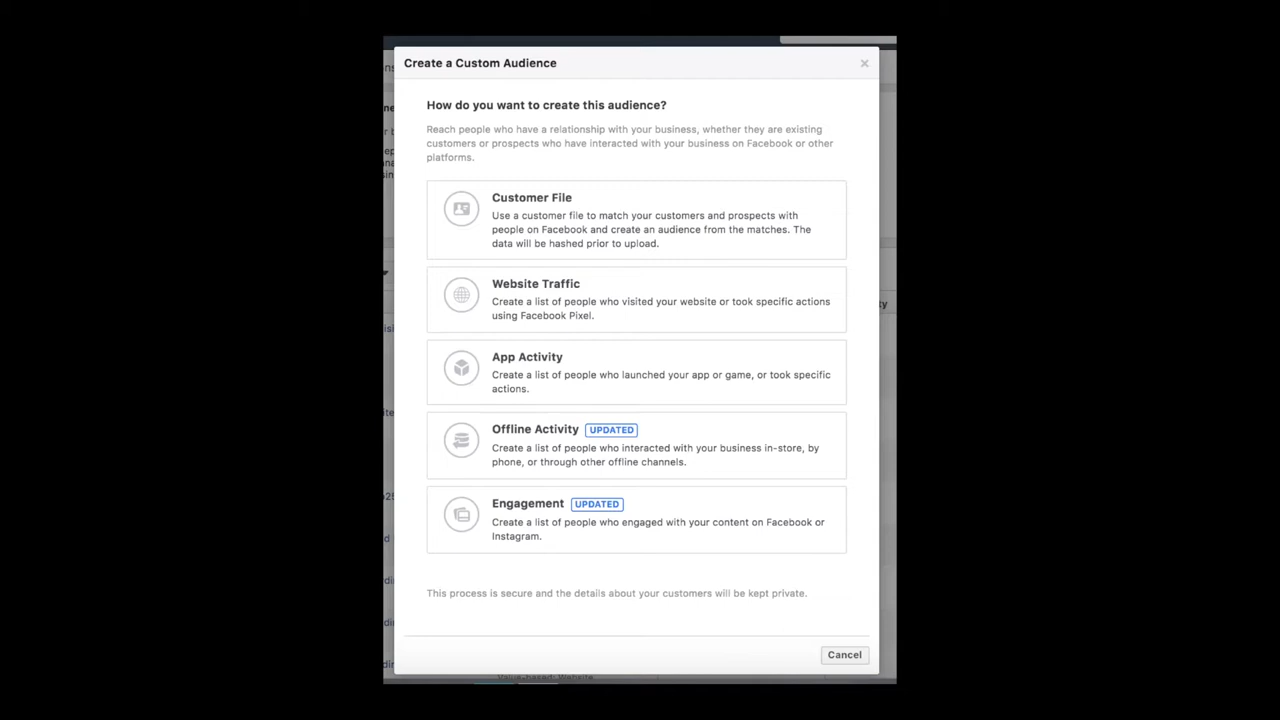 Create a Custom Audience
How do you want to create this audience?
Reach people who have a relationship with your business, whether they are existing
customers or prospects who have interacted with your business on Facebook or other
platforms.
Customer File
Use a customer file to match your customers and prospects with
people on Facebook and create an audience from the matches. The
data will be hashed prior to upload.
Website Traffic
Create a list of people who visited your website or took specific actions
using Facebook Pixel.
App Activity
Create a list of people who launched your app or game, or took specific
actions.
Offline Activity UPDATED
Create a list of people who interacted with your business in-store, by
phone, or through other offline channels.
Engagement UPDATED
Create a list of people who engaged with your content on Facebook or
Instagram.
This process is secure and the details about your customers will be kept private.
Cancel